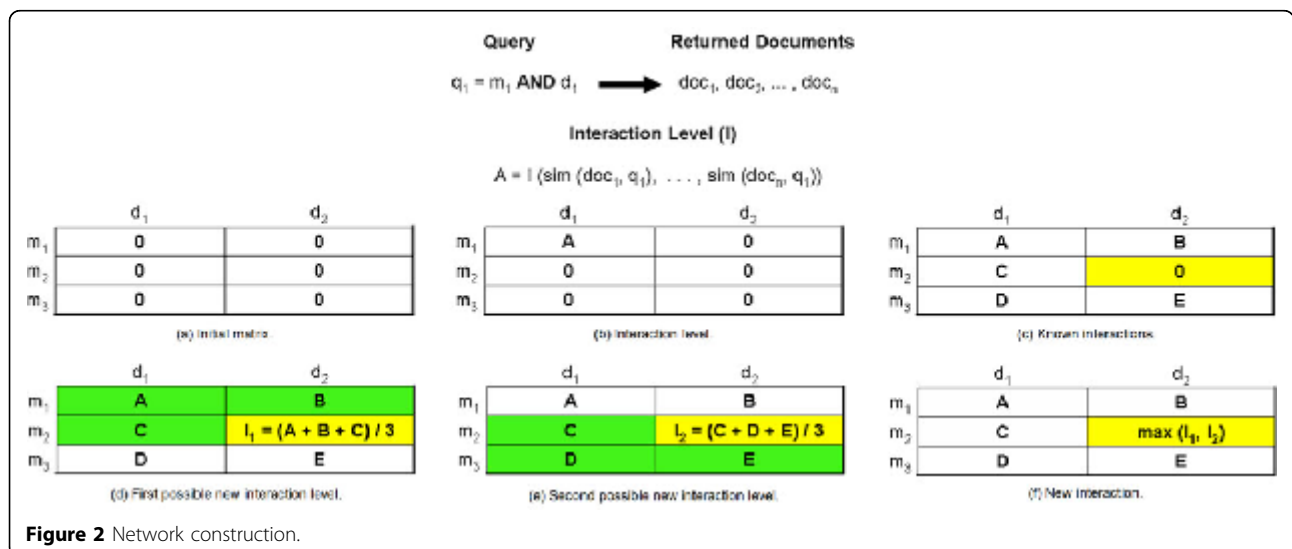 Query Returned Documents
q₁ = m₁ AND d₁ doc₁, doc₂, ... , docₙ
Interaction Level (I)
A = I (sim (doc₁, q₁), . . . , sim (docₙ, q₁))
d₁ d₂
m₁ 0 0
m₂ 0 0
m₃ 0 0
(a) Initial matrix.
d₁ d₂
m₁ A 0
m₂ 0 0
m₃ 0 0
(b) Interaction level.
d₁ d₂
m₁ A B
m₂ C 0
m₃ D E
(c) Known interactions.
d₁ d₂
m₁ A B
m₂ C I₁ = (A + B + C) / 3
m₃ D E
(d) First possible new interaction level.
d₁ d₂
m₁ A B
m₂ C I₂ = (C + D + E) / 3
m₃ D E
(e) Second possible new interaction level.
d₁ d₂
m₁ A B
m₂ C max (I₁, I₂)
m₃ D E
(f) New interaction.
Figure 2 Network construction.